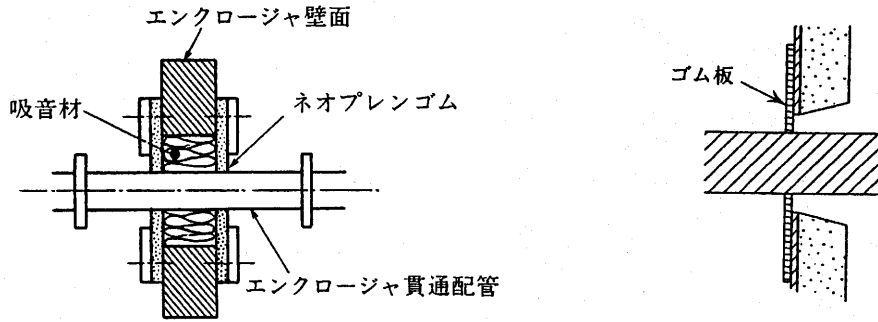 エンクロージャ壁面
吸音材
ネオプレンゴム
エンクロージャ貫通配管
ゴム板